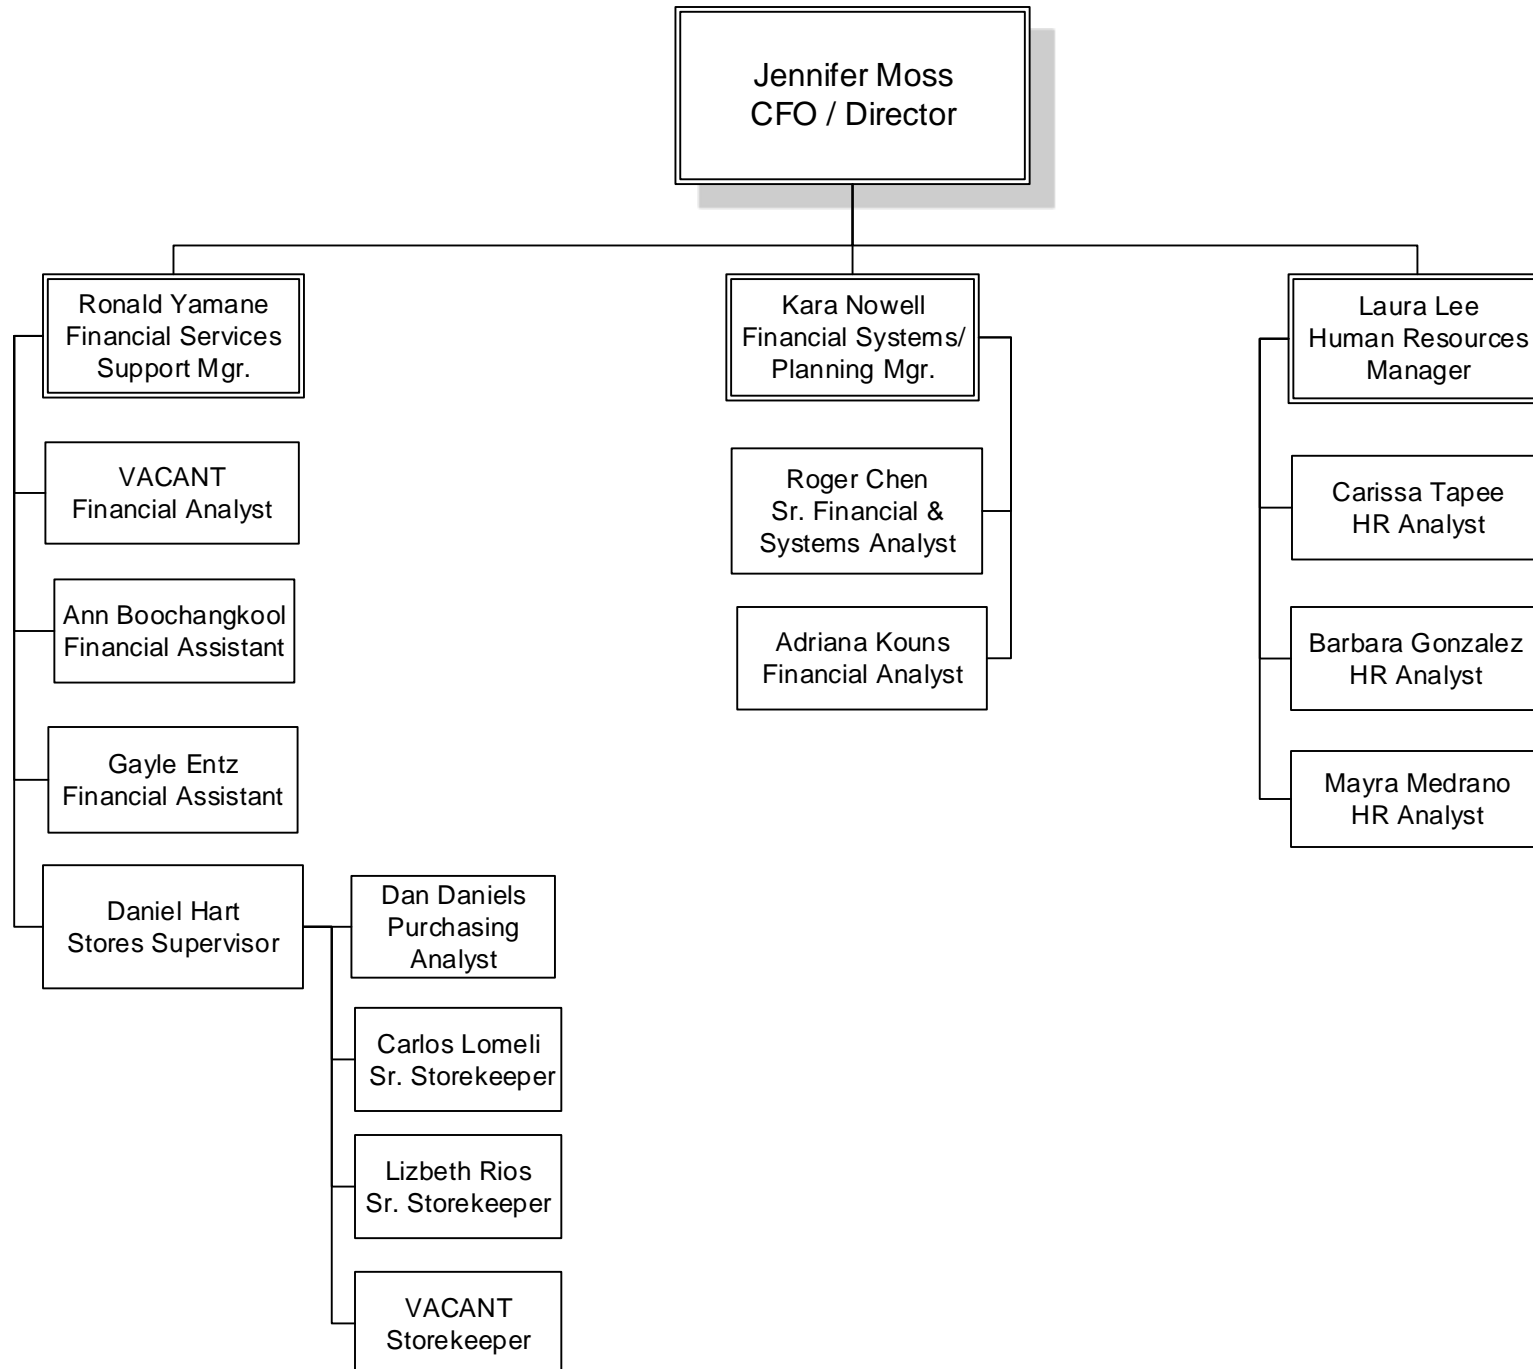 Jennifer Moss
CFO / Director
Ronald Yamane
Financial Services
Support Mgr.
Kara Nowell
Financial Systems/
Planning Mgr.
Laura Lee
Human Resources
Manager
VACANT
Financial Analyst
Roger Chen
Sr. Financial &
Systems Analyst
Carissa Tapee
HR Analyst
Ann Boochangkool
Financial Assistant
Adriana Kouns
Financial Analyst
Barbara Gonzalez
HR Analyst
Gayle Entz
Financial Assistant
Mayra Medrano
HR Analyst
Daniel Hart
Stores Supervisor
Dan Daniels
Purchasing
Analyst
Carlos Lomeli
Sr. Storekeeper
Lizbeth Rios
Sr. Storekeeper
VACANT
Storekeeper